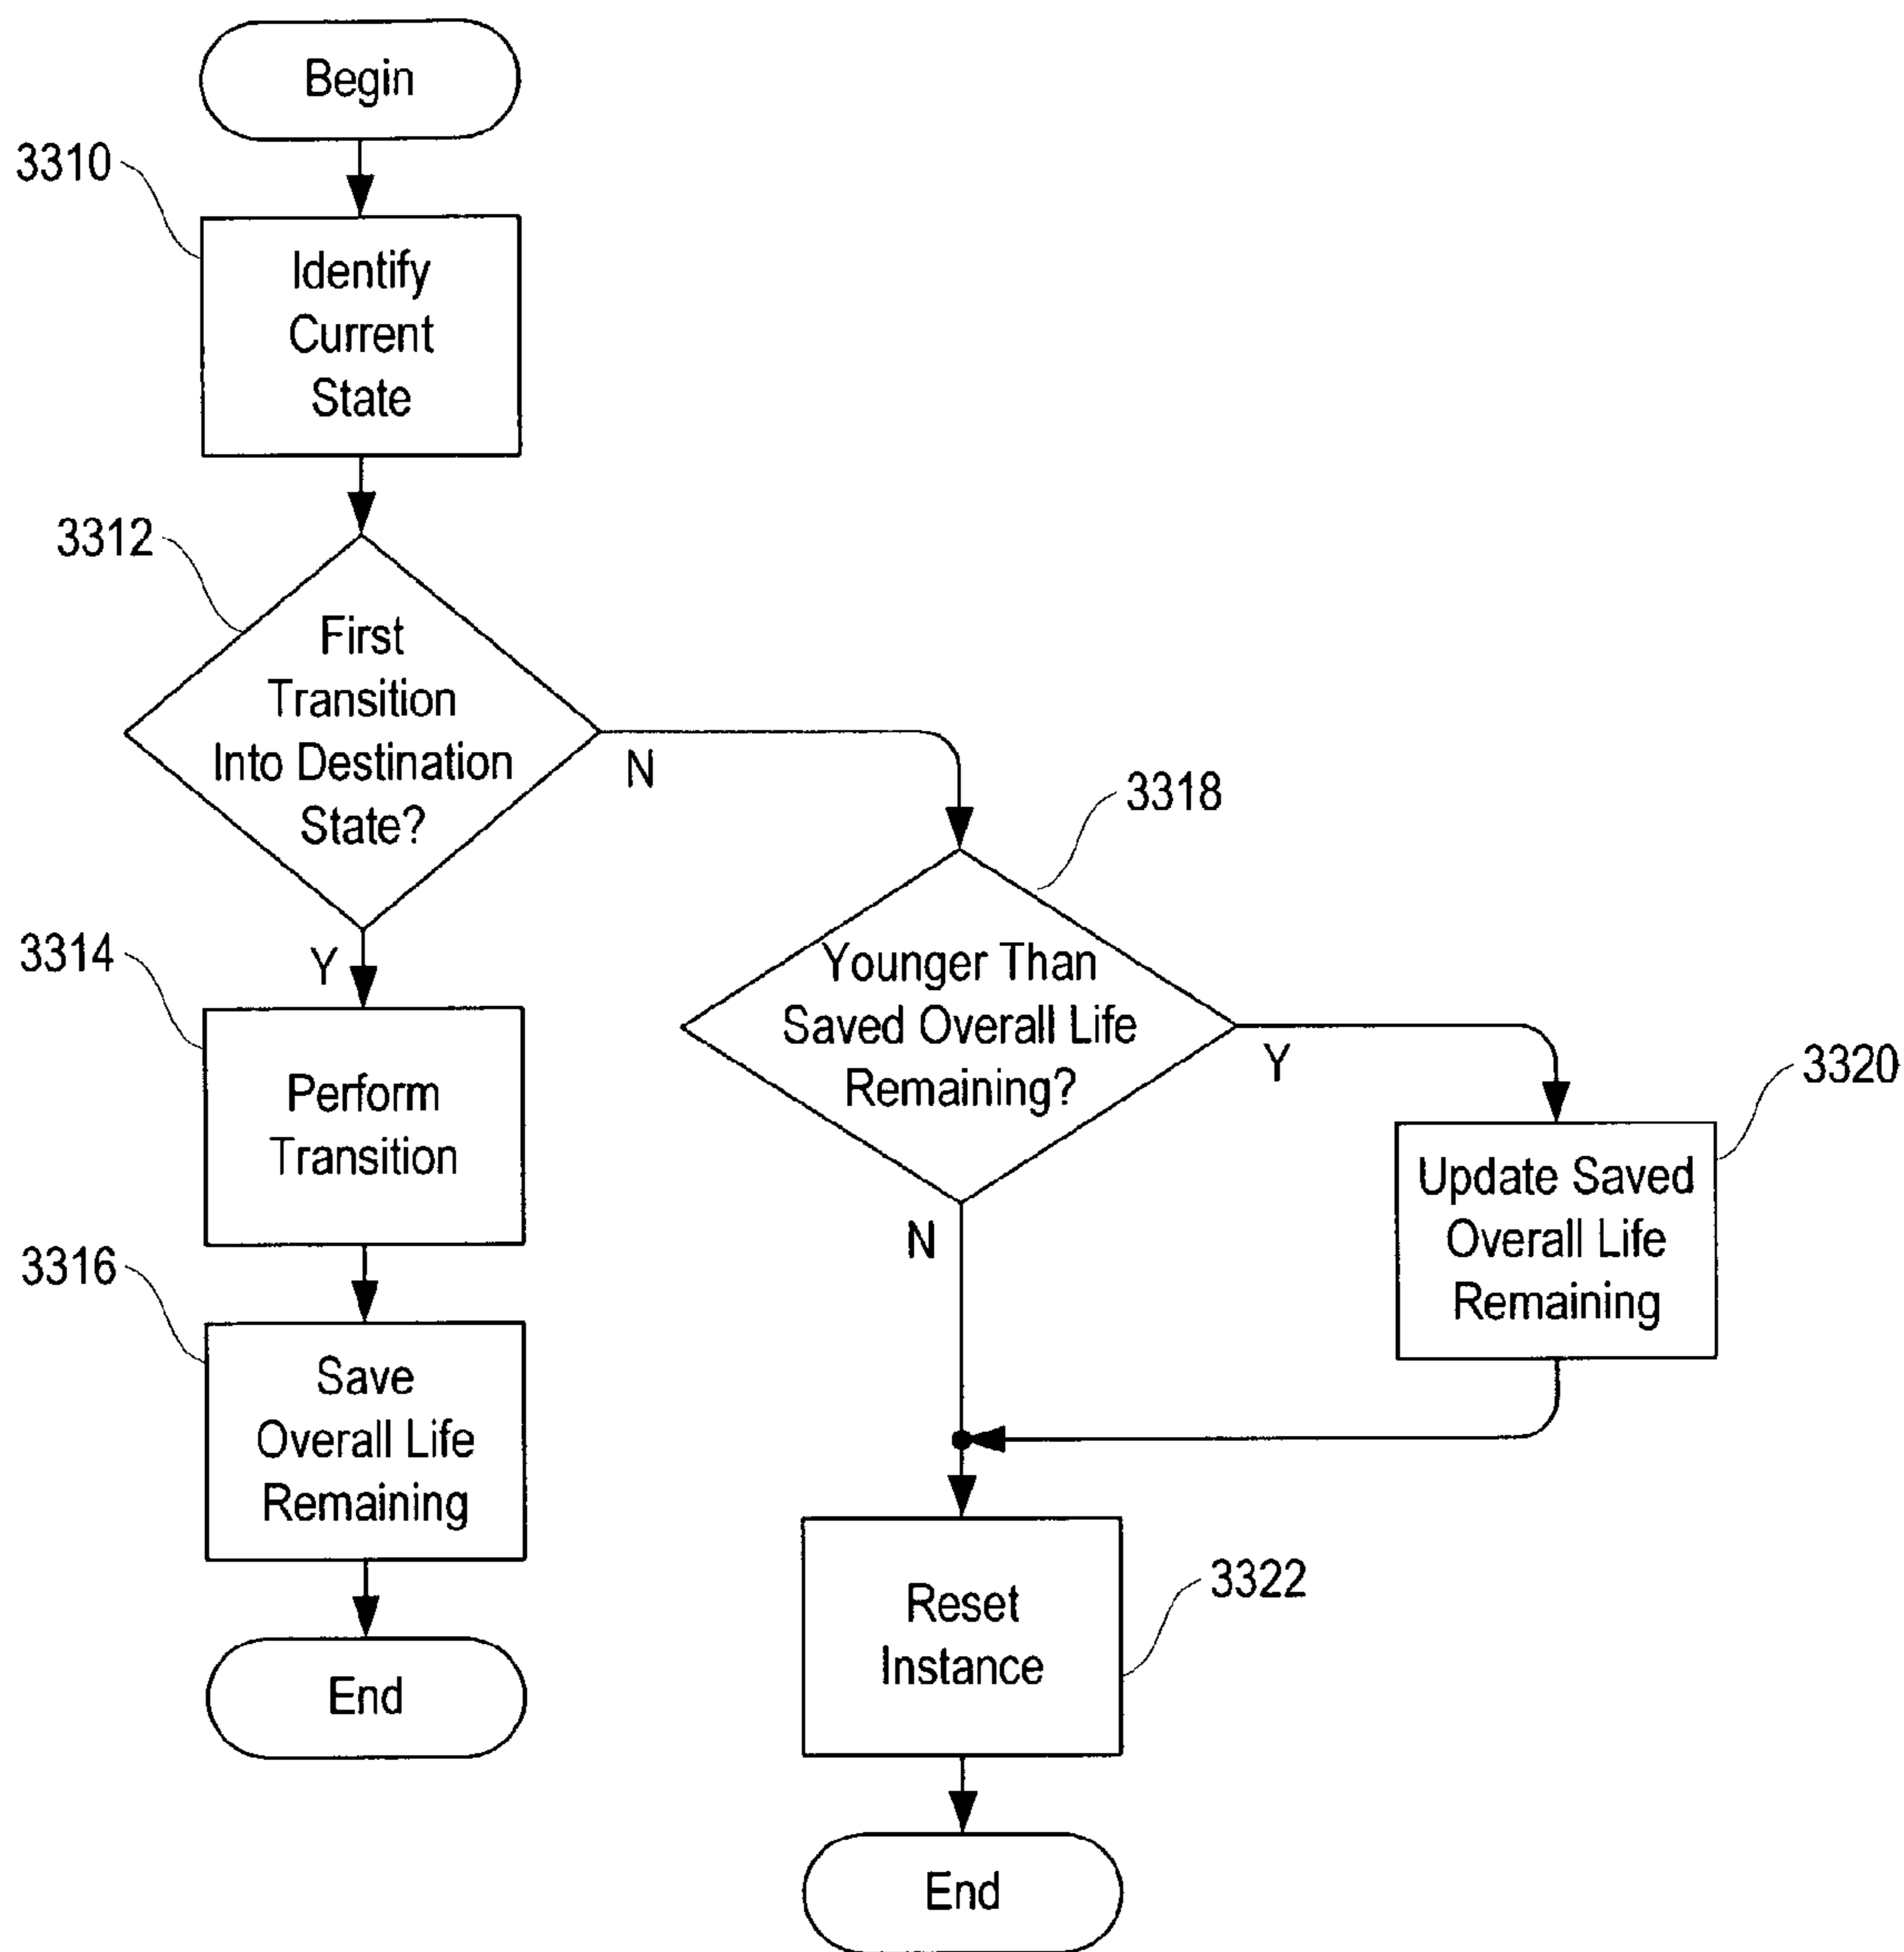 Begin
3310
Identify
Current
State
3312
First
Transition
Into Destination
State?
N
Y
3314
Perform
Transition
3316
Save
Overall Life
Remaining
End
3318
Younger Than
Saved Overall Life
Remaining?
Y
N
3320
Update Saved
Overall Life
Remaining
3322
Reset
Instance
End